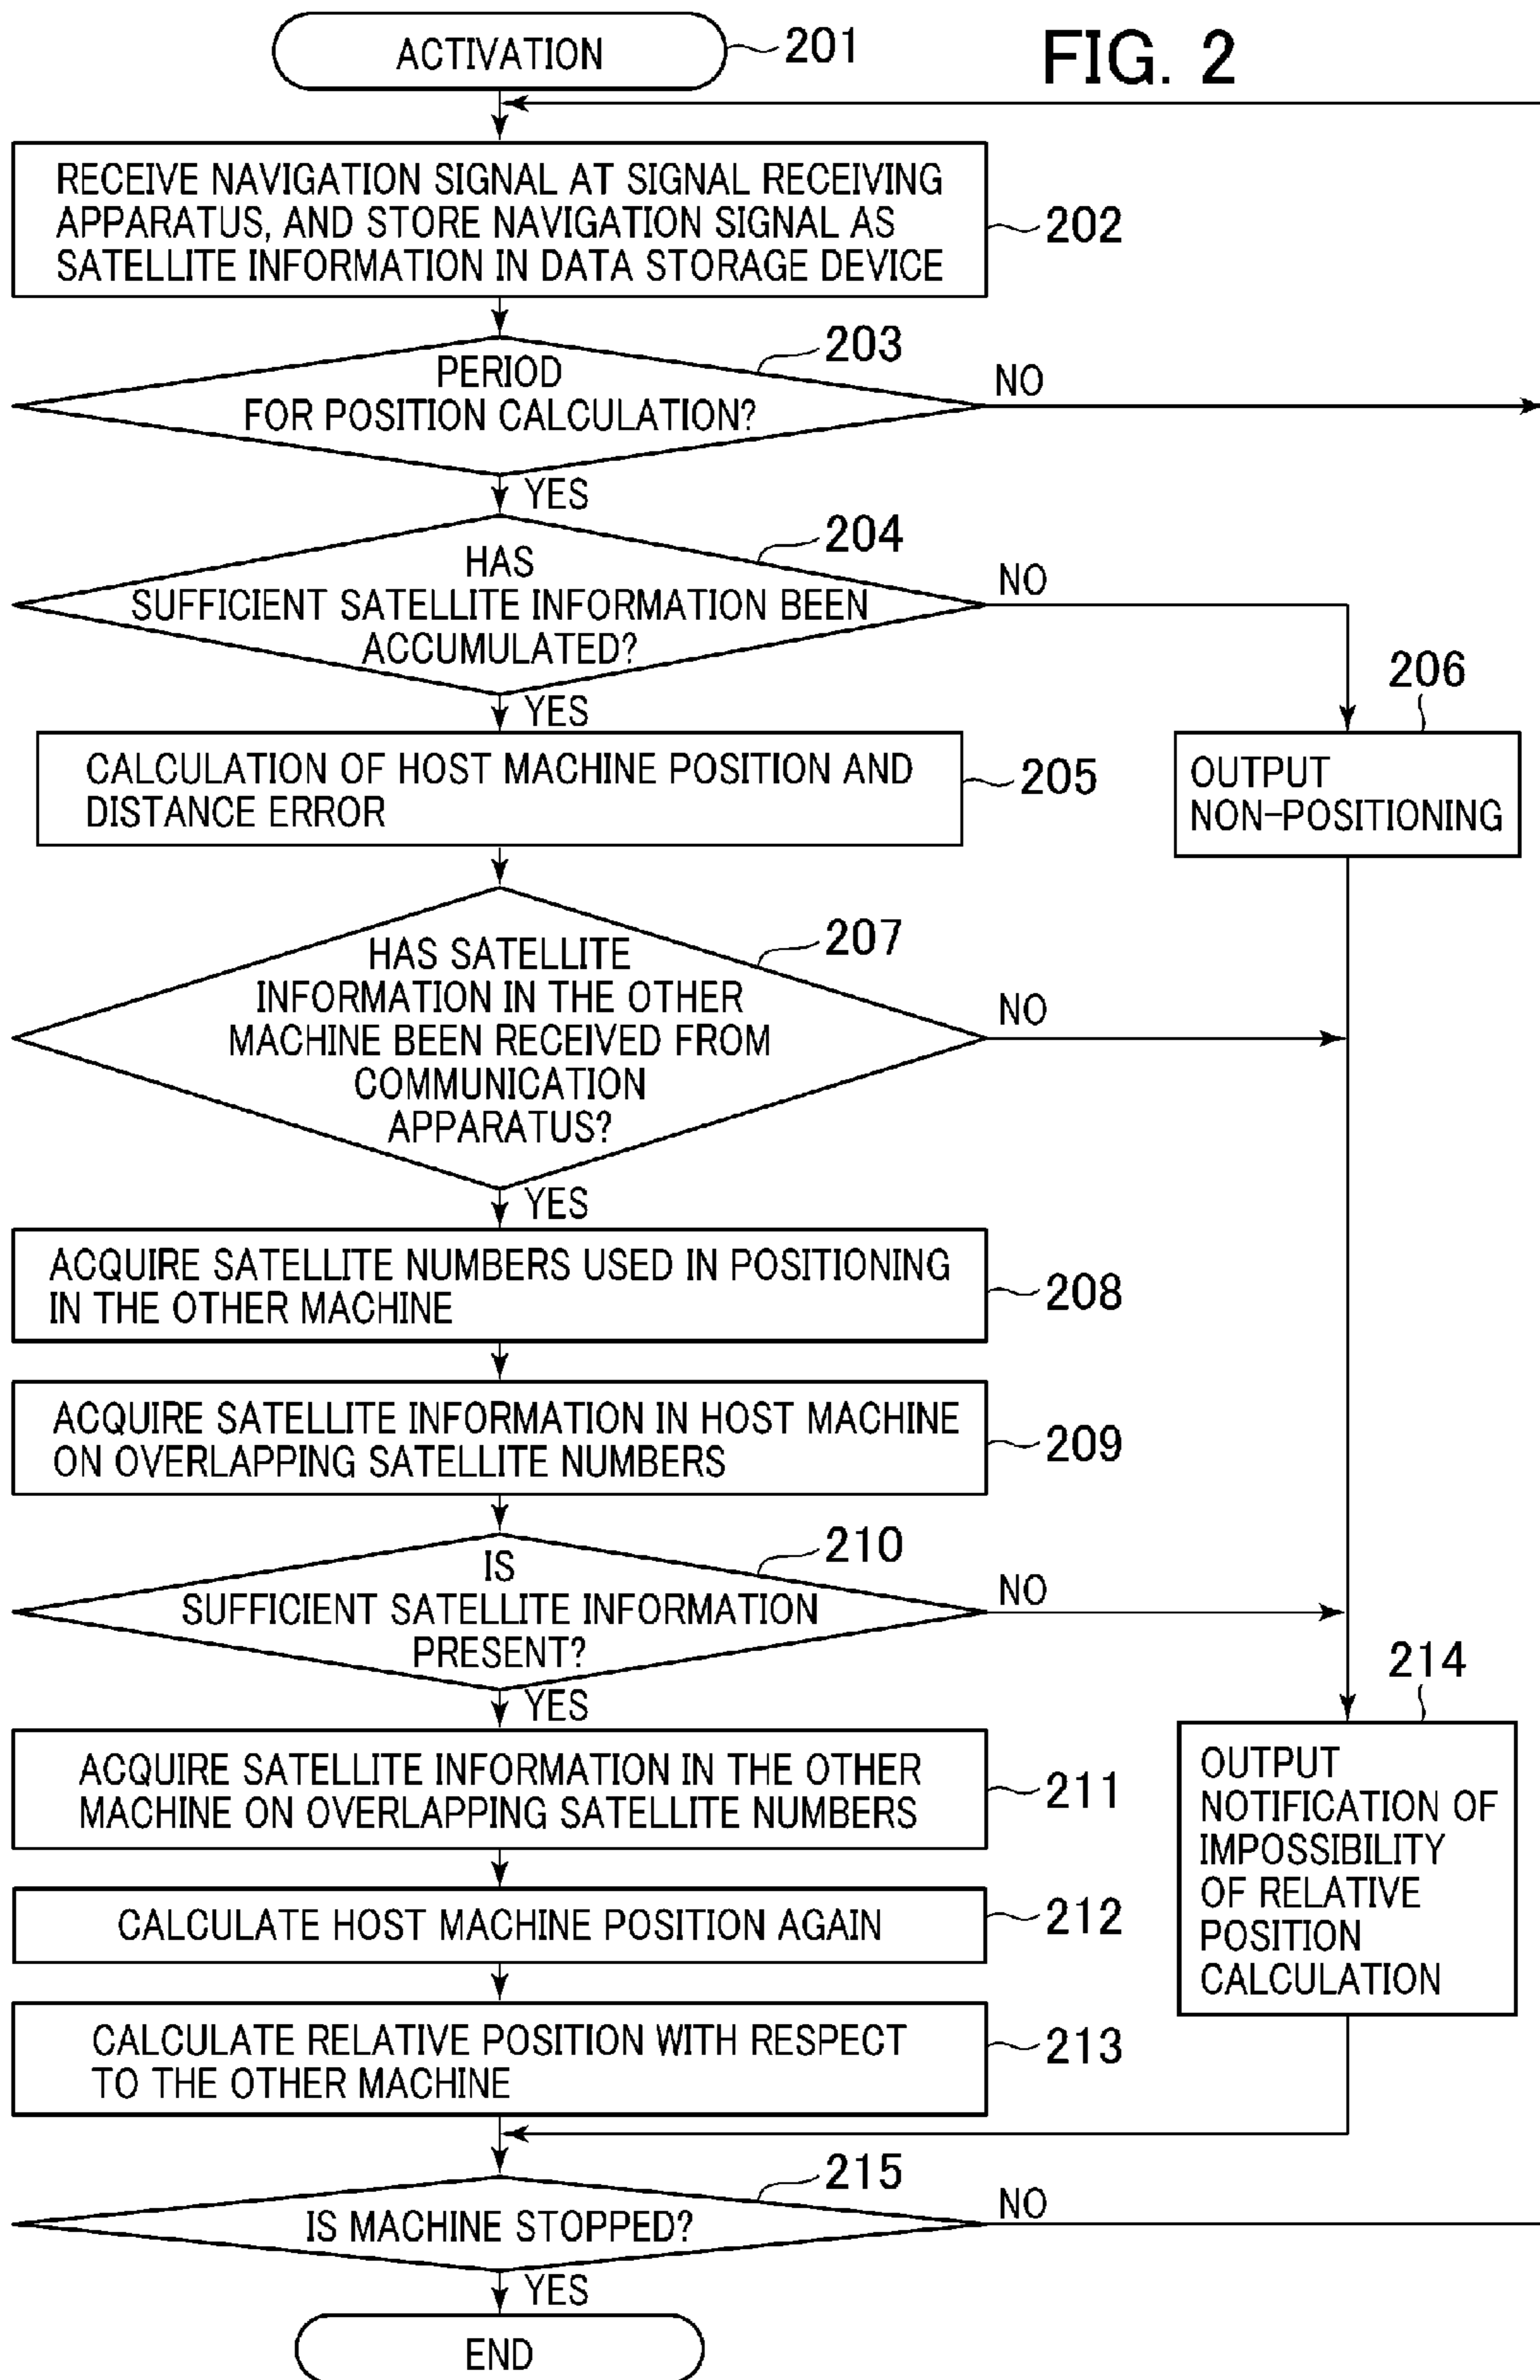 FIG. 2
ACTIVATION
201
RECEIVE NAVIGATION SIGNAL AT SIGNAL RECEIVING
APPARATUS, AND STORE NAVIGATION SIGNAL AS
SATELLITE INFORMATION IN DATA STORAGE DEVICE
202
PERIOD
FOR POSITION CALCULATION?
203
NO
YES
HAS
SUFFICIENT SATELLITE INFORMATION BEEN
ACCUMULATED?
204
NO
YES
CALCULATION OF HOST MACHINE POSITION AND
DISTANCE ERROR
205
206
OUTPUT
NON-POSITIONING
HAS SATELLITE
INFORMATION IN THE OTHER
MACHINE BEEN RECEIVED FROM
COMMUNICATION
APPARATUS?
207
NO
YES
ACQUIRE SATELLITE NUMBERS USED IN POSITIONING
IN THE OTHER MACHINE
208
ACQUIRE SATELLITE INFORMATION IN HOST MACHINE
ON OVERLAPPING SATELLITE NUMBERS
209
IS
SUFFICIENT SATELLITE INFORMATION
PRESENT?
210
NO
YES
ACQUIRE SATELLITE INFORMATION IN THE OTHER
MACHINE ON OVERLAPPING SATELLITE NUMBERS
211
CALCULATE HOST MACHINE POSITION AGAIN
212
CALCULATE RELATIVE POSITION WITH RESPECT
TO THE OTHER MACHINE
213
214
OUTPUT
NOTIFICATION OF
IMPOSSIBILITY
OF RELATIVE
POSITION
CALCULATION
IS MACHINE STOPPED?
215
NO
YES
END